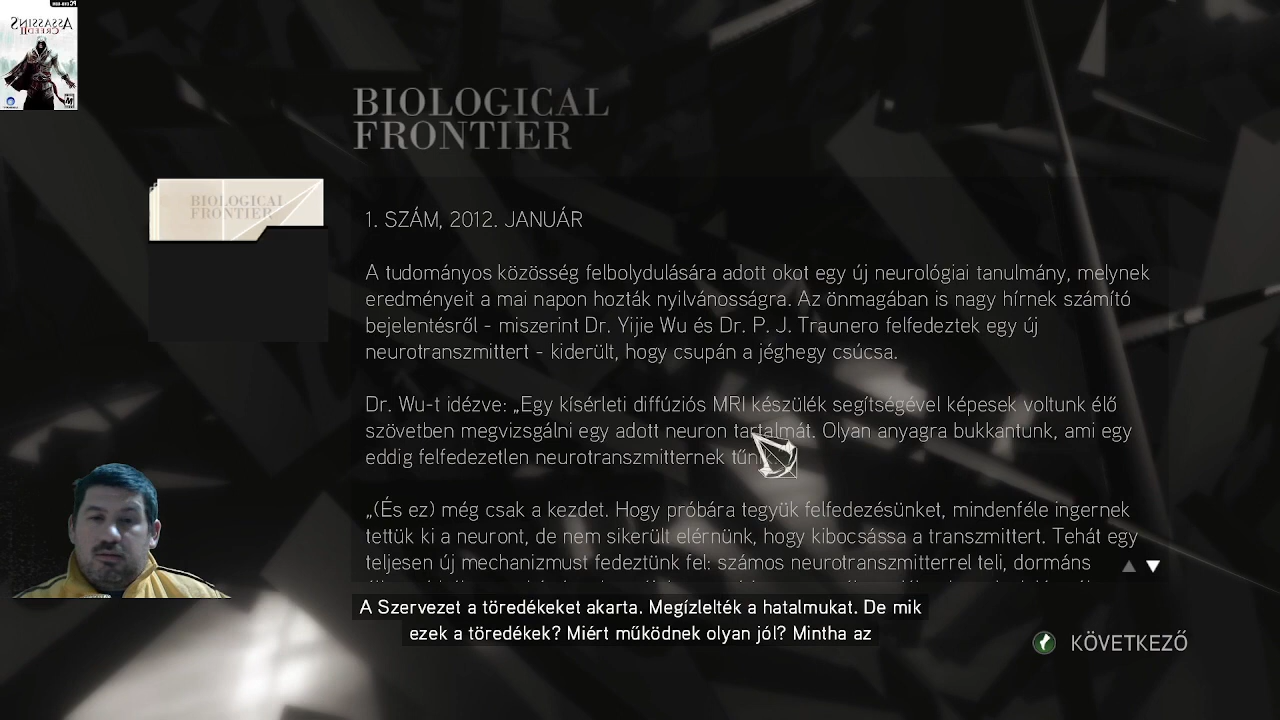 ASSASSIN'S
CREED II
BIOLOGICAL
FRONTIER
BIOLOGICAL
FRONTIER
1. SZÁM, 2012. JANUÁR
A tudományos közösség felbolydulására adott okot egy új neurológiai tanulmány, melynek
eredményeit a mai napon hozták nyilvánosságra. Az önmagában is nagy hírnek számító
bejelentésről - miszerint Dr. Yijie Wu és Dr. P. J. Traunero felfedeztek egy új
neurotranszmittert - kiderült, hogy csupán a jéghegy csúcsa.
Dr. Wu-t idézve: „Egy kísérleti diffúziós MRI készülék segítségével képesek voltunk élő
szövetben megvizsgálni egy adott neuron tartalmát. Olyan anyagra bukkantunk, ami egy
eddig felfedezetlen neurotranszmitternek tűn
„(És ez) még csak a kezdet. Hogy próbára tegyük felfedezésünket, mindenféle ingernek
tettük ki a neuront, de nem sikerült elérnünk, hogy kibocsássa a transzmittert. Tehát egy
teljesen új mechanizmust fedeztünk fel: számos neurotranszmitterrel teli, dormáns
A Szervezet a töredékeket akarta. Megízlelték a hatalmukat. De mik
ezek a töredékek? Miért működnek olyan jól? Mintha az
KÖVETKEZŐ